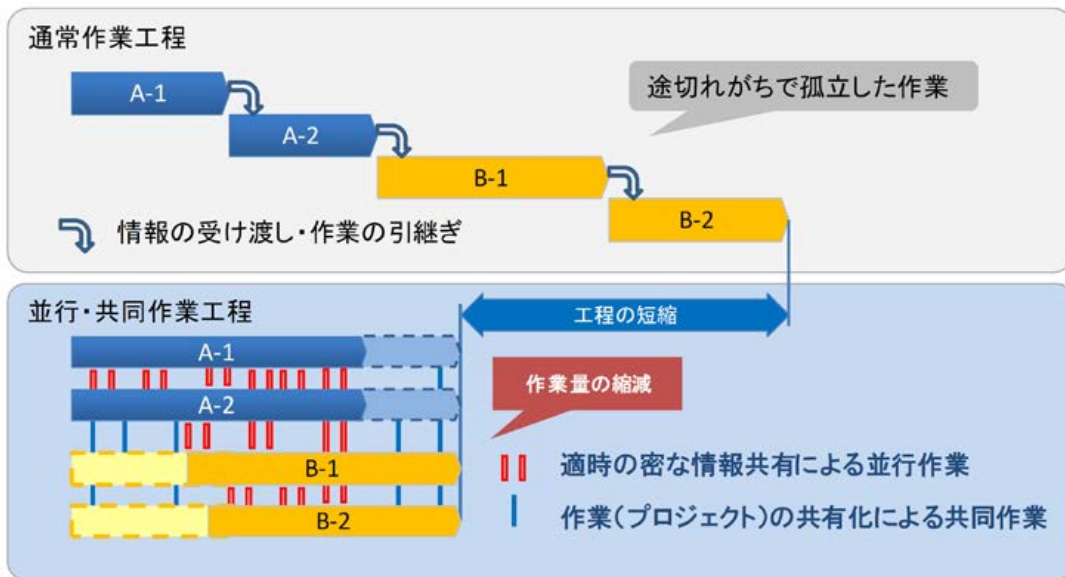 通常作業工程
A-1
途切れがちで孤立した作業
A-2
B-1
B-2
情報の受け渡し・作業の引継ぎ
並行・共同作業工程
工程の短縮
A-1
作業量の縮減
A-2
B-1
適時の密な情報共有による並行作業
B-2
作業(プロジェクト)の共有化による共同作業